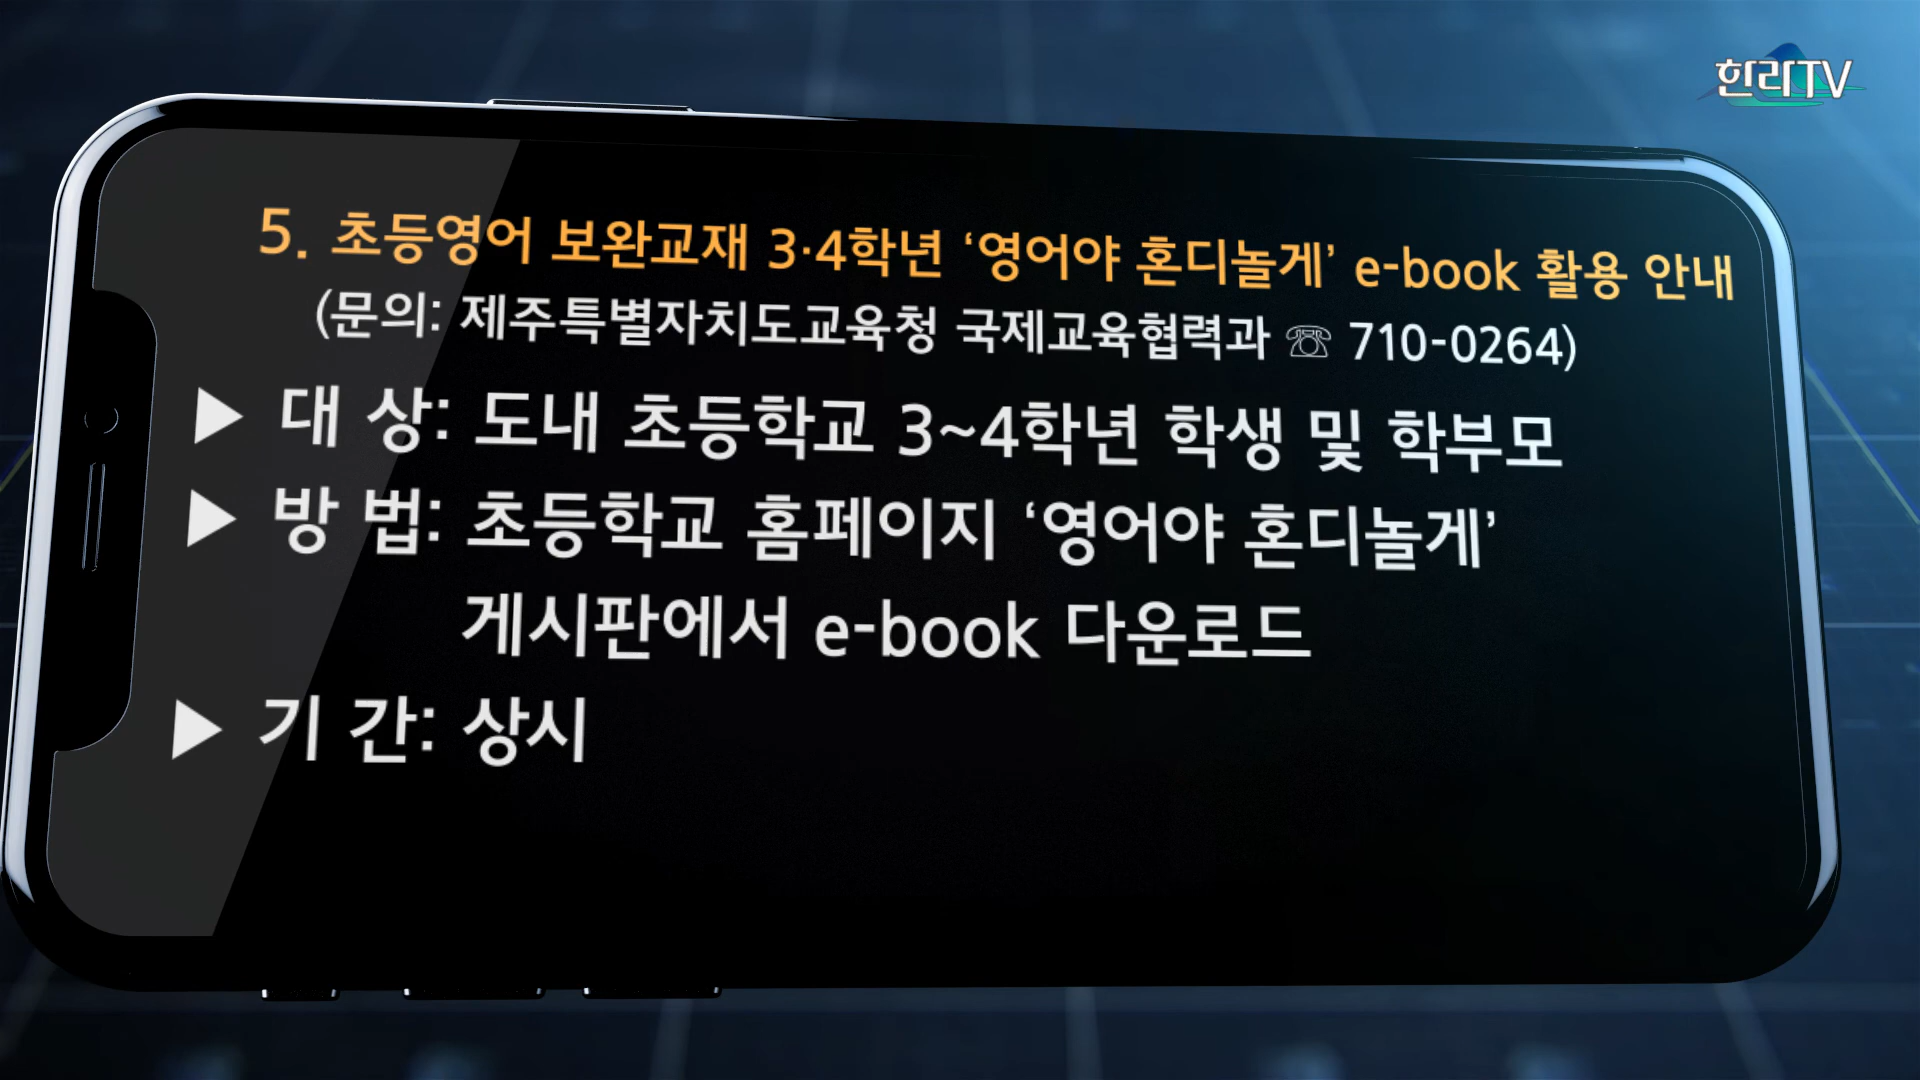 한라TV
5. 초등영어 보완교재 3·4학년 ‘영어야 혼디놀게’ e-book 활용 안내
(문의: 제주특별자치도교육청 국제교육협력과 ☏ 710-0264)
▶ 대 상: 도내 초등학교 3~4학년 학생 및 학부모
▶ 방 법: 초등학교 홈페이지 ‘영어야 혼디놀게’
게시판에서 e-book 다운로드
▶ 기 간: 상시